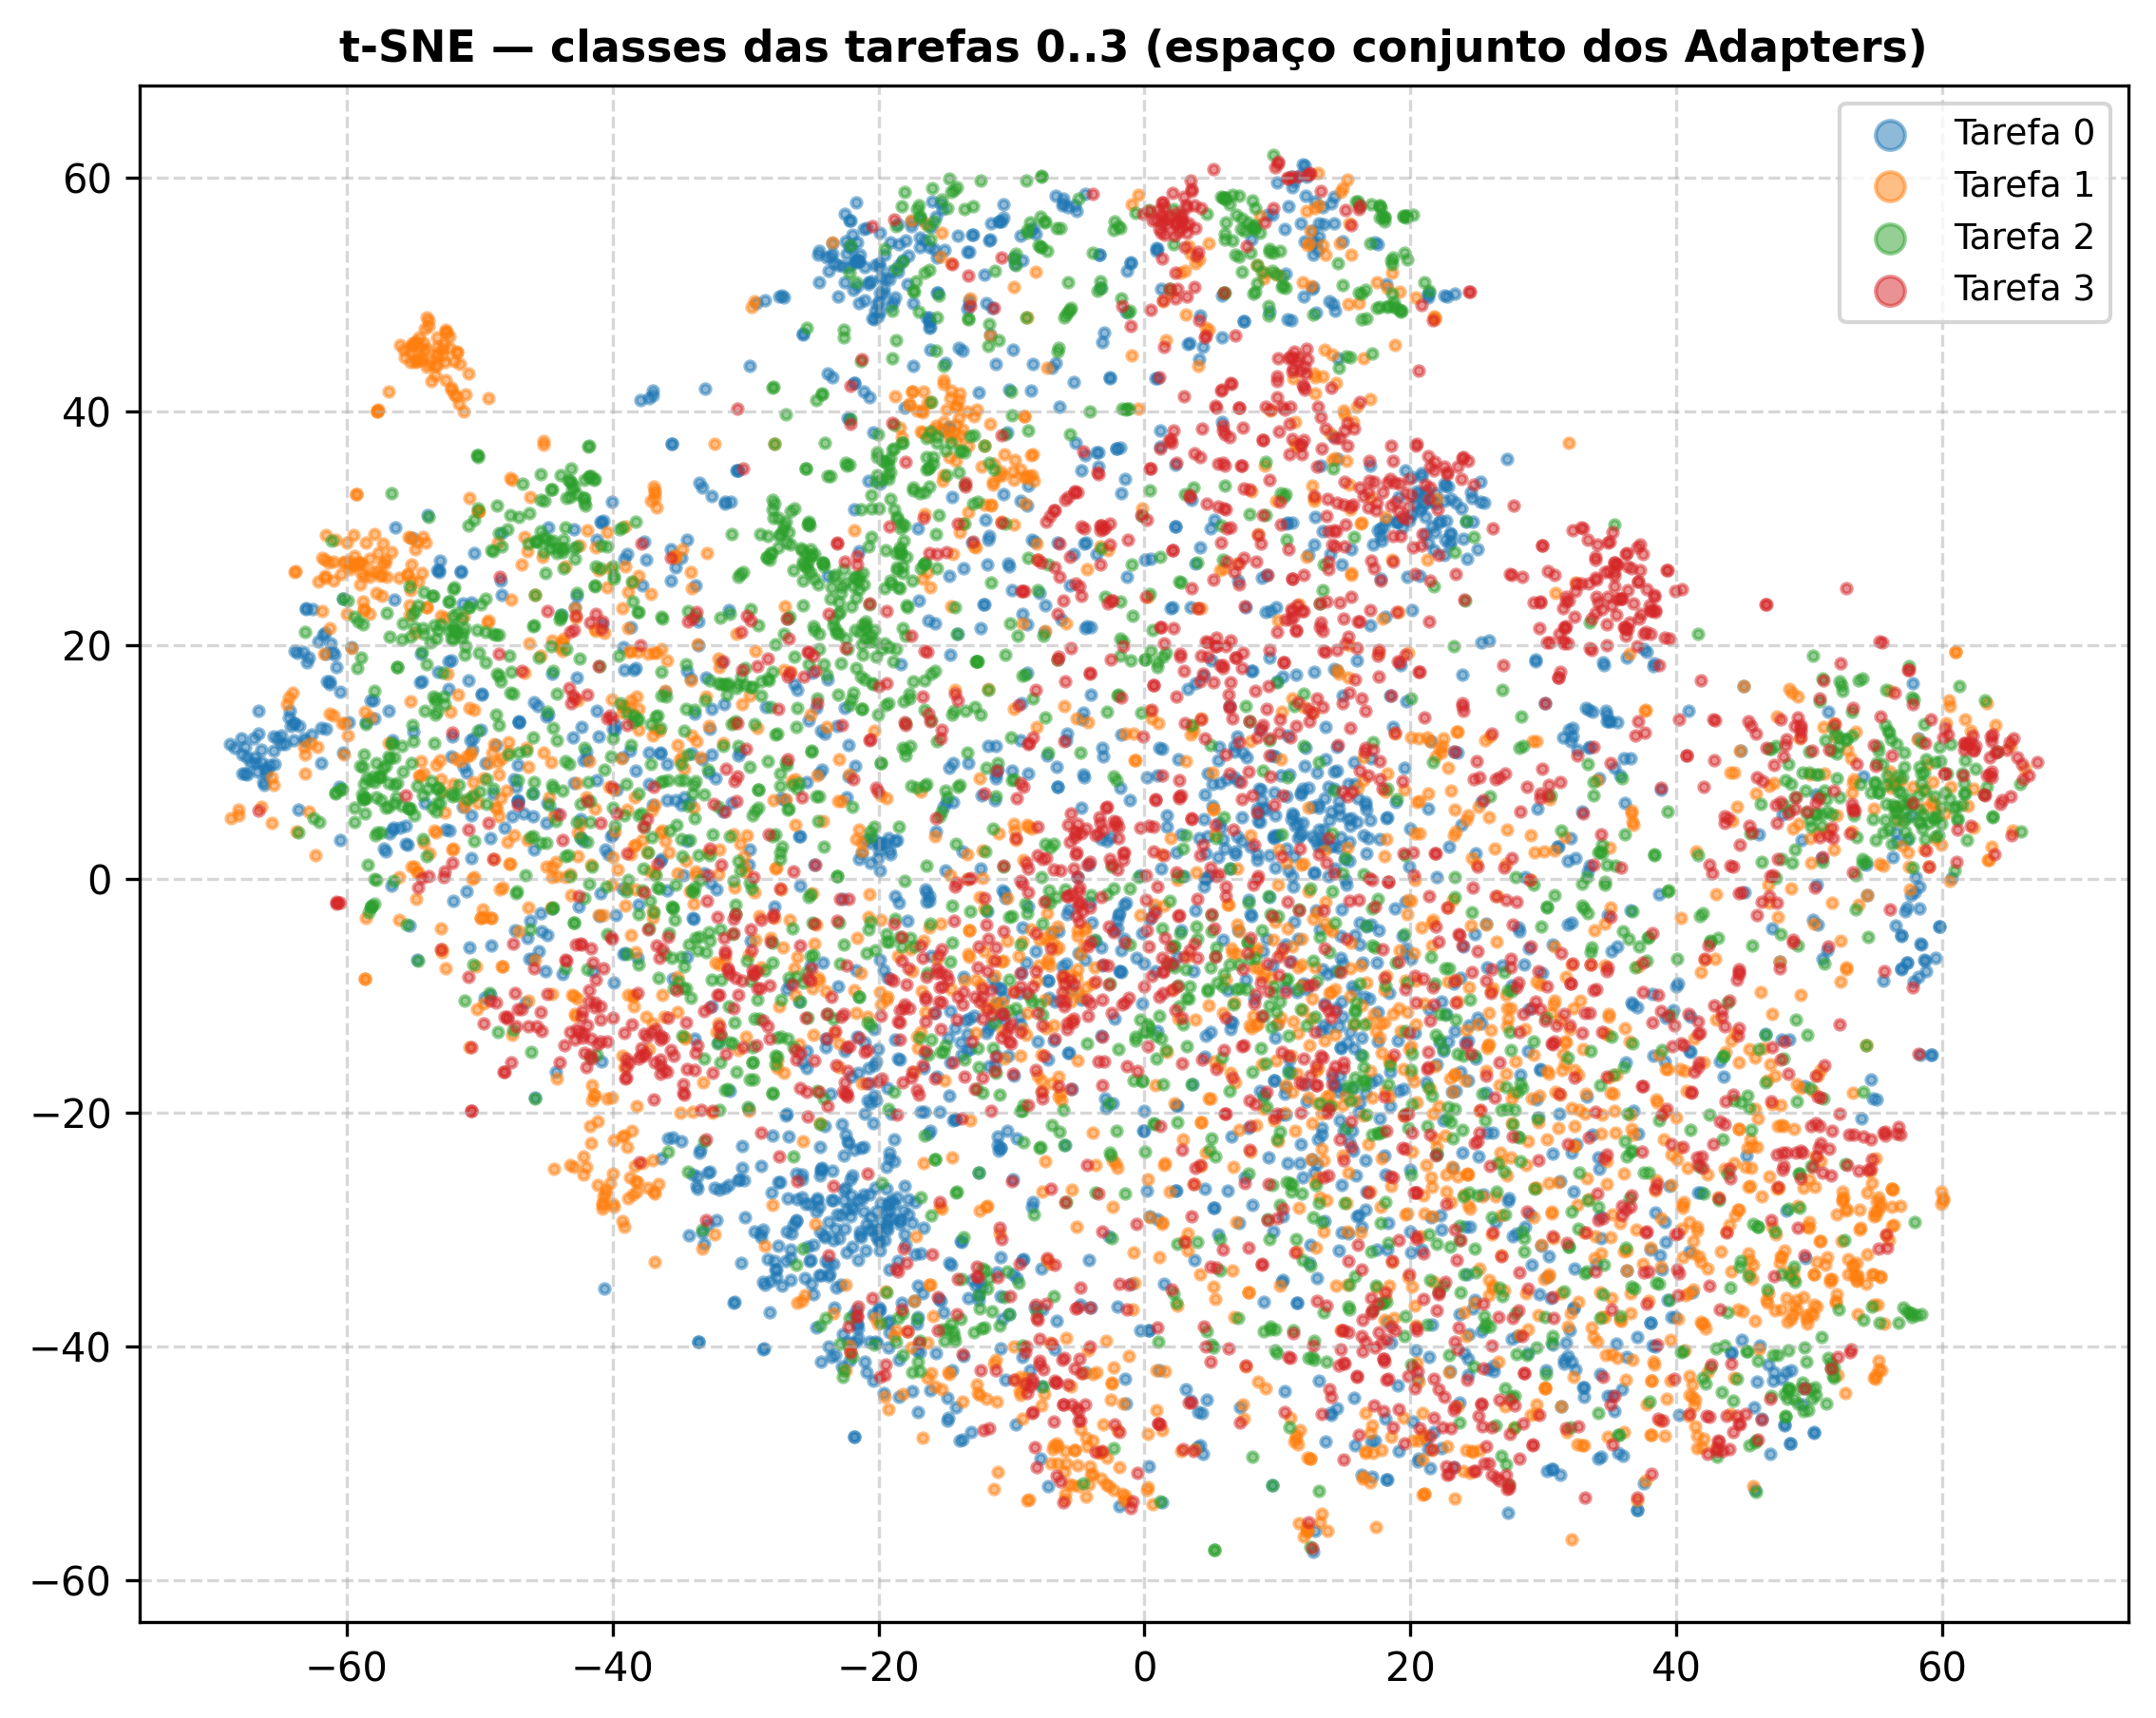 t-SNE — classes das tarefas 0..3 (espaço conjunto dos Adapters)
Tarefa 0
Tarefa 1
Tarefa 2
Tarefa 3
60
40
20
0
−20
−40
−60
−60 −40 −20 0 20 40 60